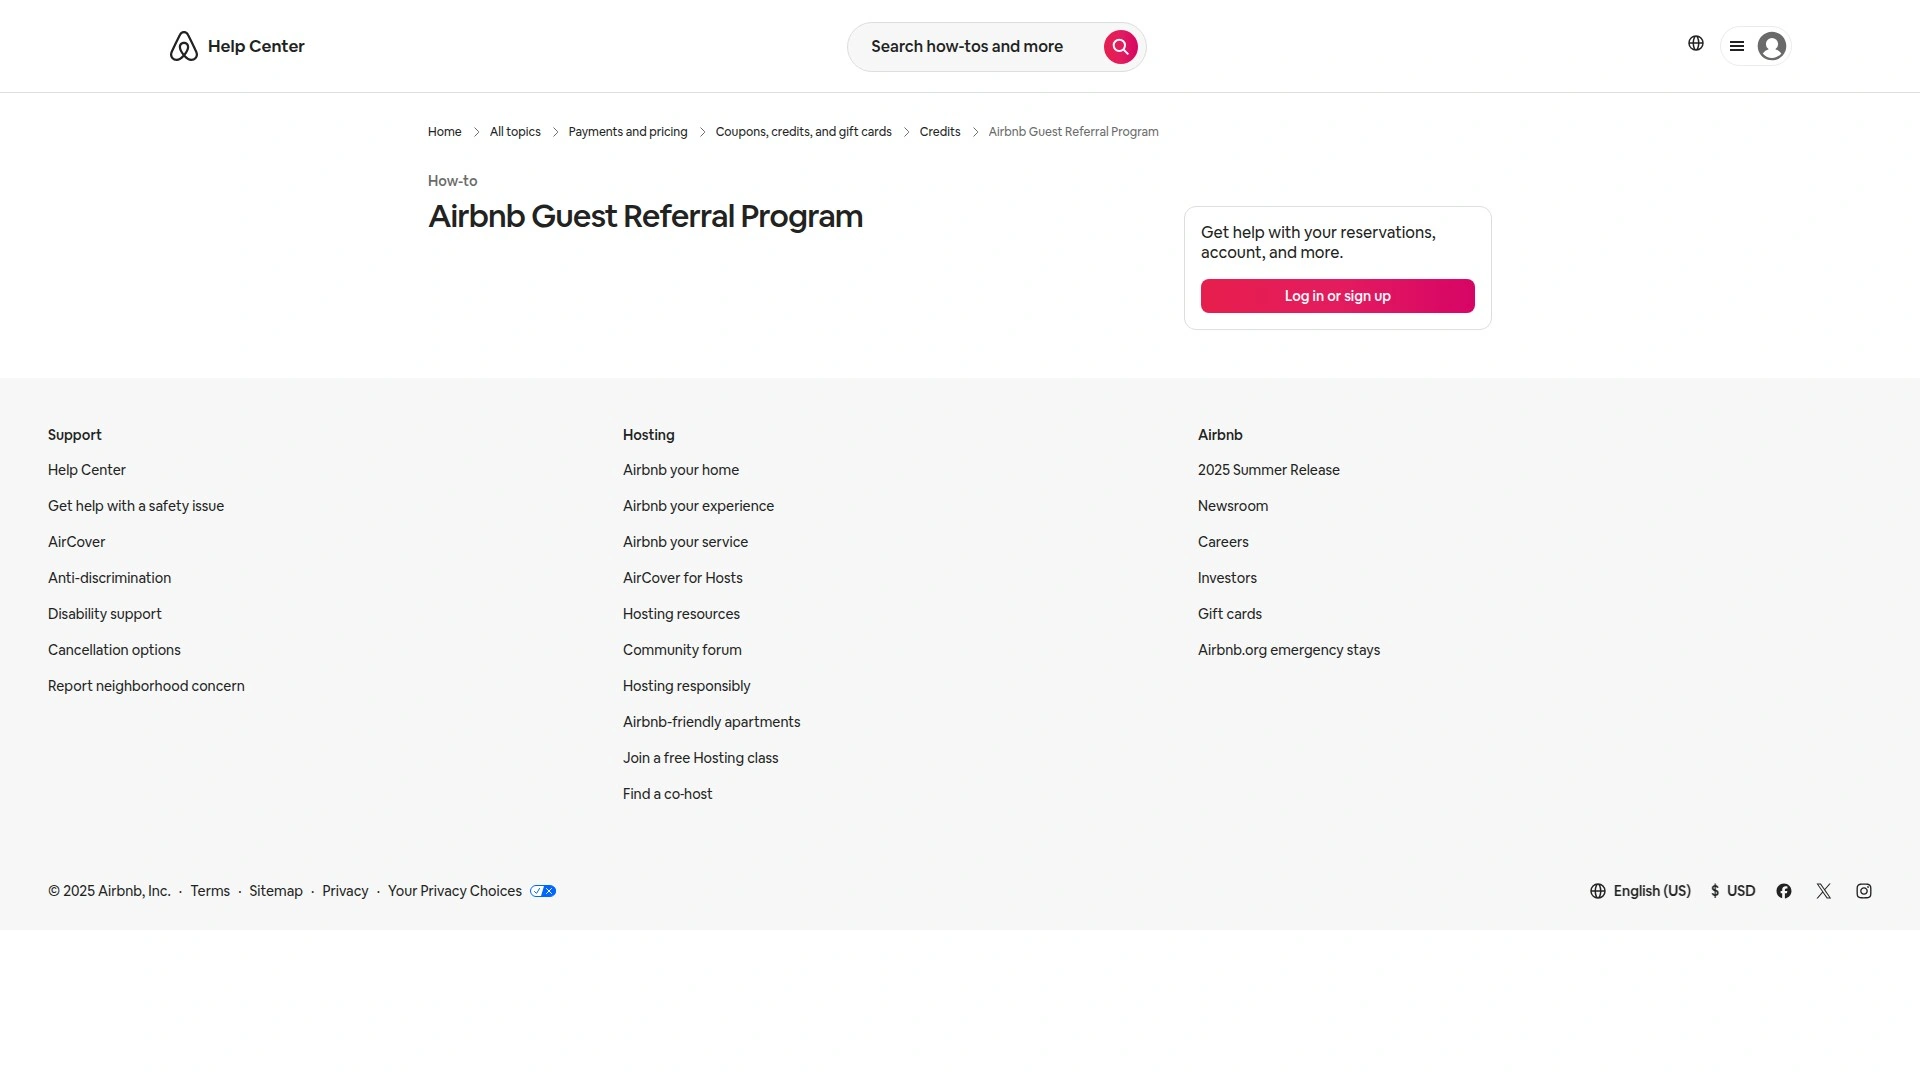 Help Center
Search how-tos and more
Home
All topics
Payments and pricing
Coupons, credits, and gift cards
Credits
Airbnb Guest Referral Program
How-to
Airbnb Guest Referral Program
Get help with your reservations,
account, and more.
Log in or sign up
Support
Help Center
Get help with a safety issue
AirCover
Anti-discrimination
Disability support
Cancellation options
Report neighborhood concern
Hosting
Airbnb your home
Airbnb your experience
Airbnb your service
AirCover for Hosts
Hosting resources
Community forum
Hosting responsibly
Airbnb-friendly apartments
Join a free Hosting class
Find a co-host
Airbnb
2025 Summer Release
Newsroom
Careers
Investors
Gift cards
Airbnb.org emergency stays
© 2025 Airbnb, Inc. · Terms · Sitemap · Privacy · Your Privacy Choices
English (US) $ USD